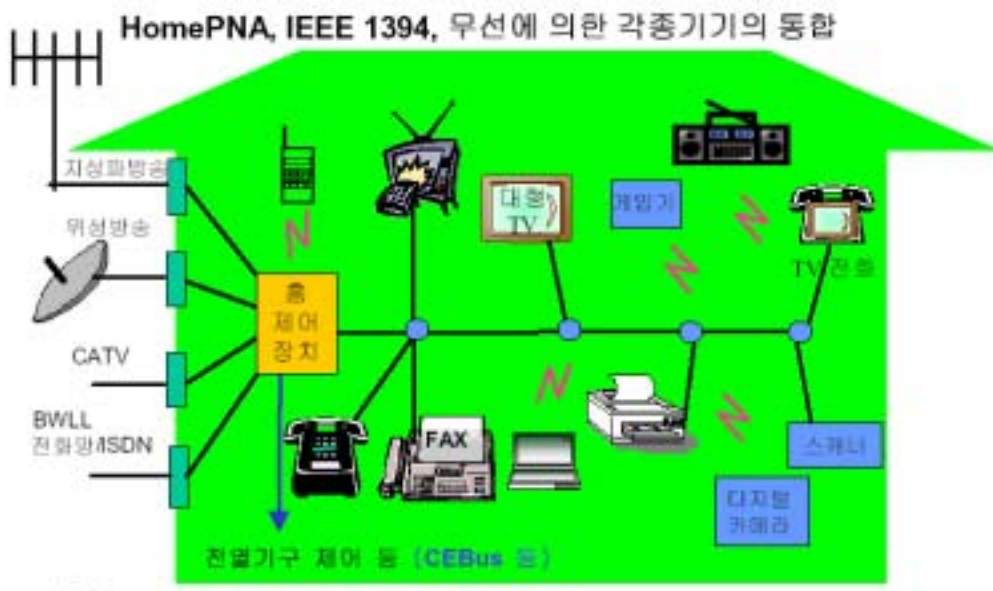 HomePNA, IEEE 1394, 무선에 의한 각종기기의 통합
지상파방송
위성방송
CATV
BWLL
전화망/ISDN
홈
제어
장치
대형
TV
게임기
TV 전화
FAX
스캐너
디지털
카메라
전열기구 제어 등 (CEBus 등)